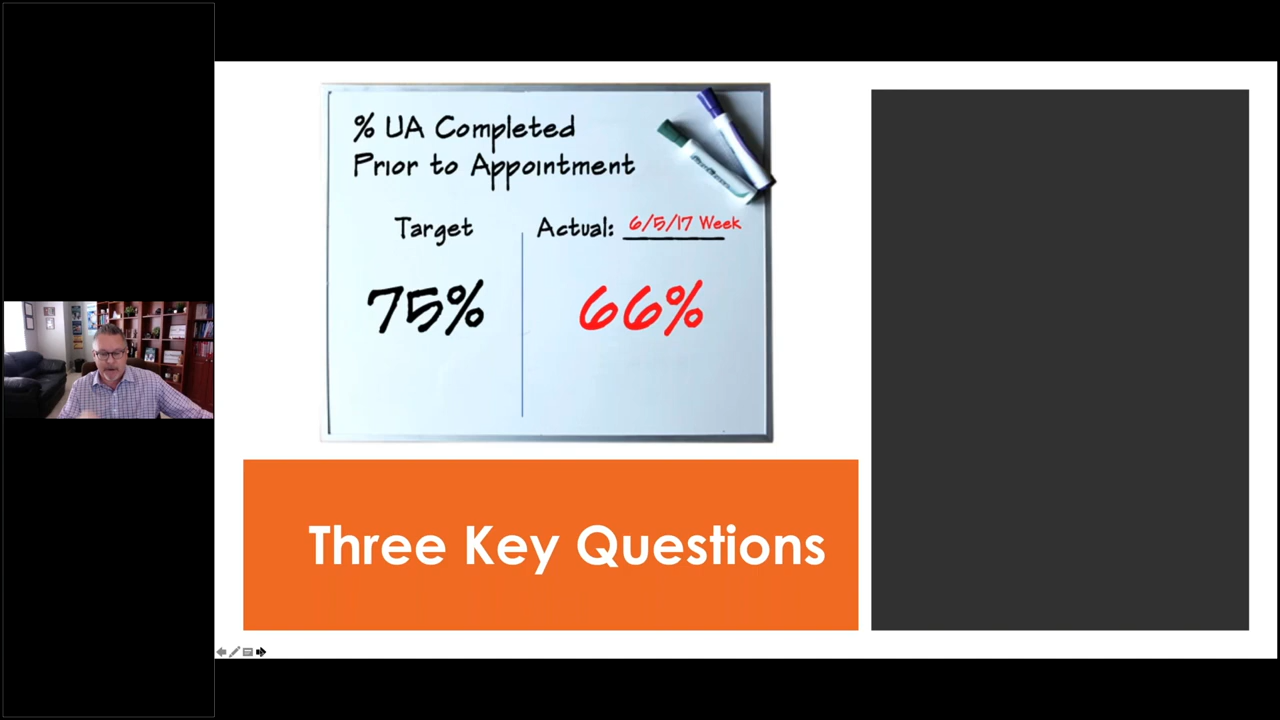 % UA Completed
Prior to Appointment
Target
Actual: 6/5/17 Week
75%
66%
Three Key Questions